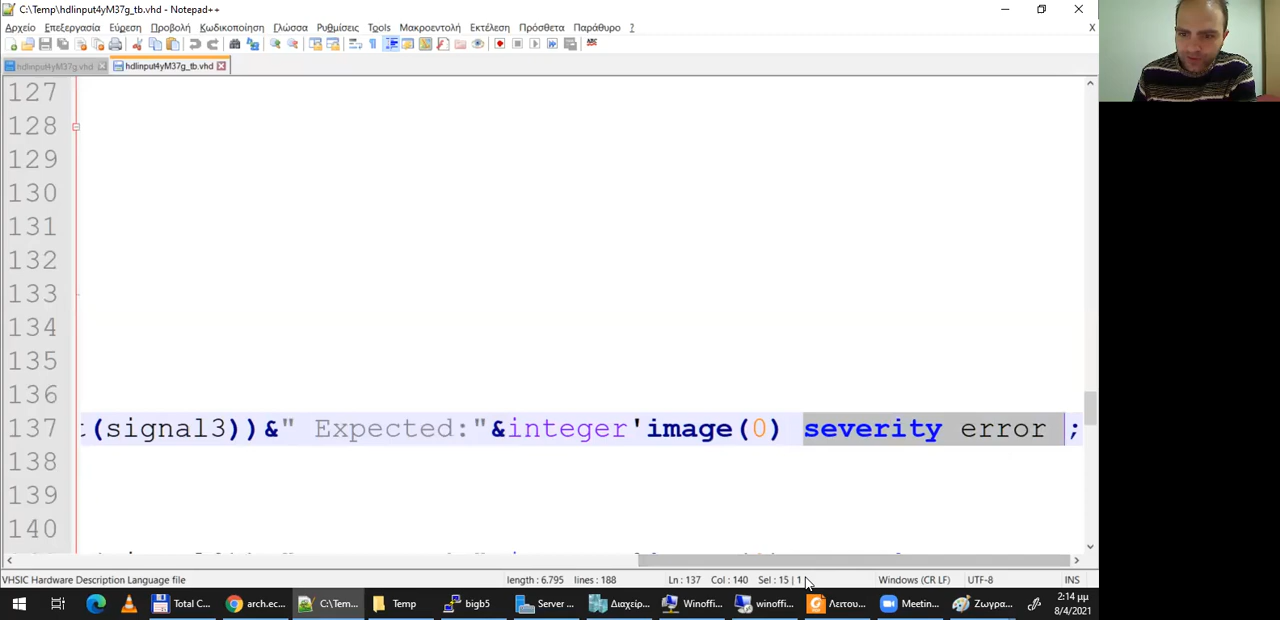 C:\Temp\hdlinput4yM37g_tb.vhd - Notepad++
Αρχείο Επεξεργασία Εύρεση Προβολή Κωδικοποίηση Γλώσσα Ρυθμίσεις Tools Μακροεντολή Εκτέλεση Πρόσθετα Παράθυρο ? X
hdlinput4yM37g.vhd hdlinput4yM37g_tb.vhd
127
128
129
130
131
132
133
134
135
136
137 t(signal3))&" Expected:"&integer'image(0) severity error ;
138
139
140
VHSIC Hardware Description Language file length : 6.795 lines : 188 Ln : 137 Col : 140 Sel : 15 | 1 Windows (CR LF) UTF-8 INS
Total C... arch.ec... C:\Tem... Temp bigb5 Server ... Διαχείρ... Winoffi... winoffi... Λειτου... Meetin... Ζωγρα... 2:14 μμ
8/4/2021